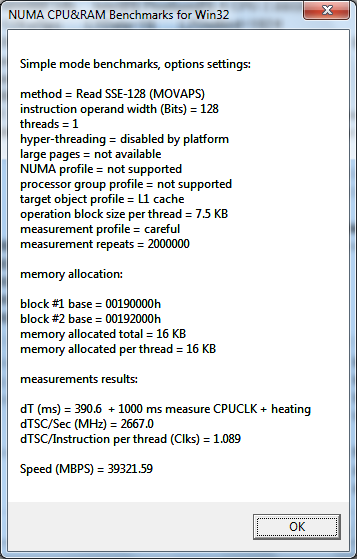 NUMA CPU&RAM Benchmarks for Win32
Simple mode benchmarks, options settings:
method = Read SSE-128 (MOVAPS)
instruction operand width (Bits) = 128
threads = 1
hyper-threading = disabled by platform
large pages = not available
NUMA profile = not supported
processor group profile = not supported
target object profile = L1 cache
operation block size per thread = 7.5 KB
measurement profile = careful
measurement repeats = 2000000
memory allocation:
block #1 base = 00190000h
block #2 base = 00192000h
memory allocated total = 16 KB
memory allocated per thread = 16 KB
measurements results:
dT (ms) = 390.6  + 1000 ms measure CPUCLK + heating
dTSC/Sec (MHz) = 2667.0
dTSC/Instruction per thread (Clks) = 1.089
Speed (MBPS) = 39321.59
OK